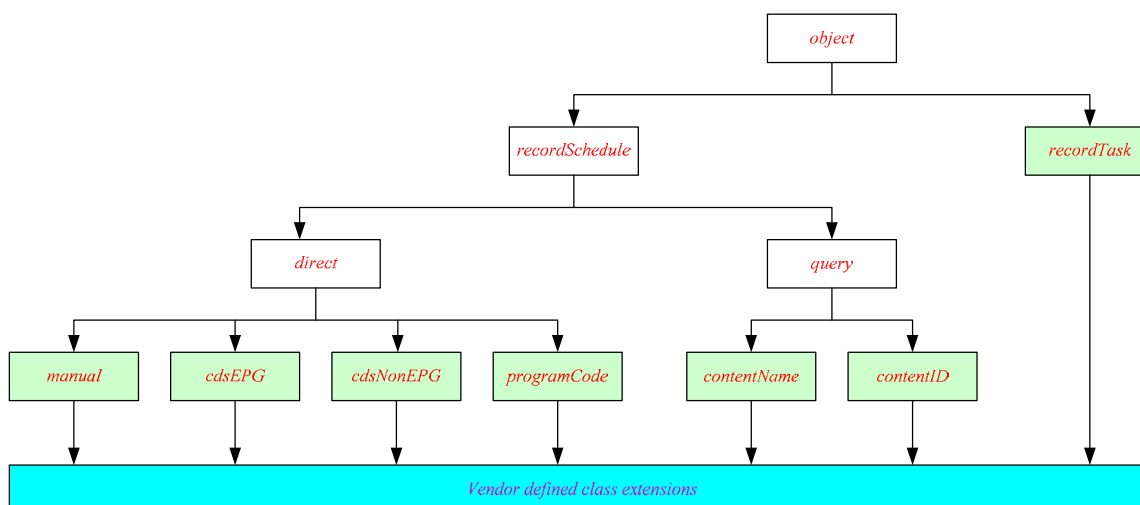 object
recordSchedule
recordTask
direct
query
manual
cdsEPG
cdsNonEPG
programCode
contentName
contentID
Vendor defined class extensions